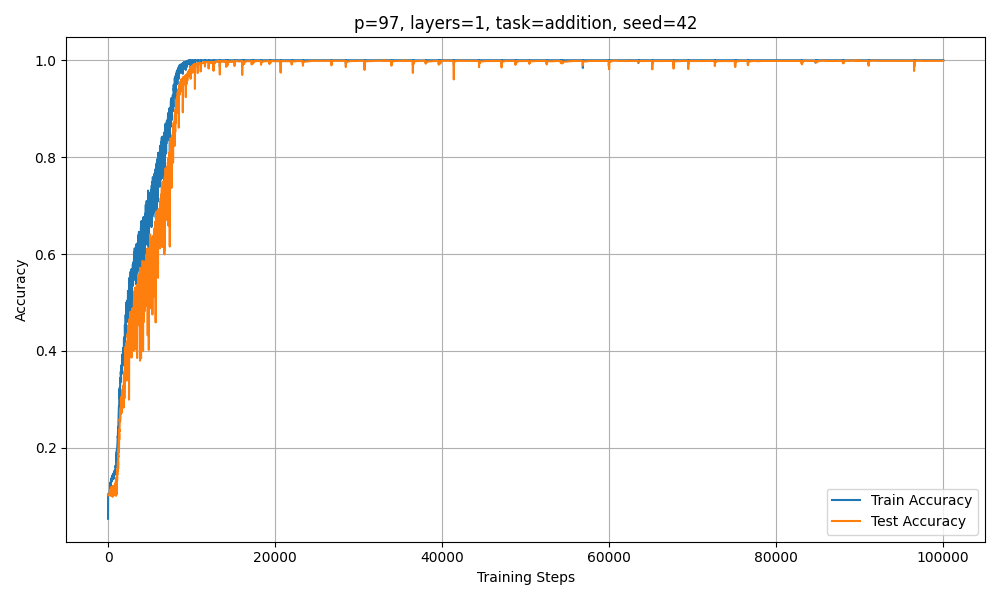 p=97, layers=1, task=addition, seed=42
1.0
0.8
0.6
0.4
0.2
Accuracy
0
20000
40000
60000
80000
100000
Training Steps
Train Accuracy
Test Accuracy